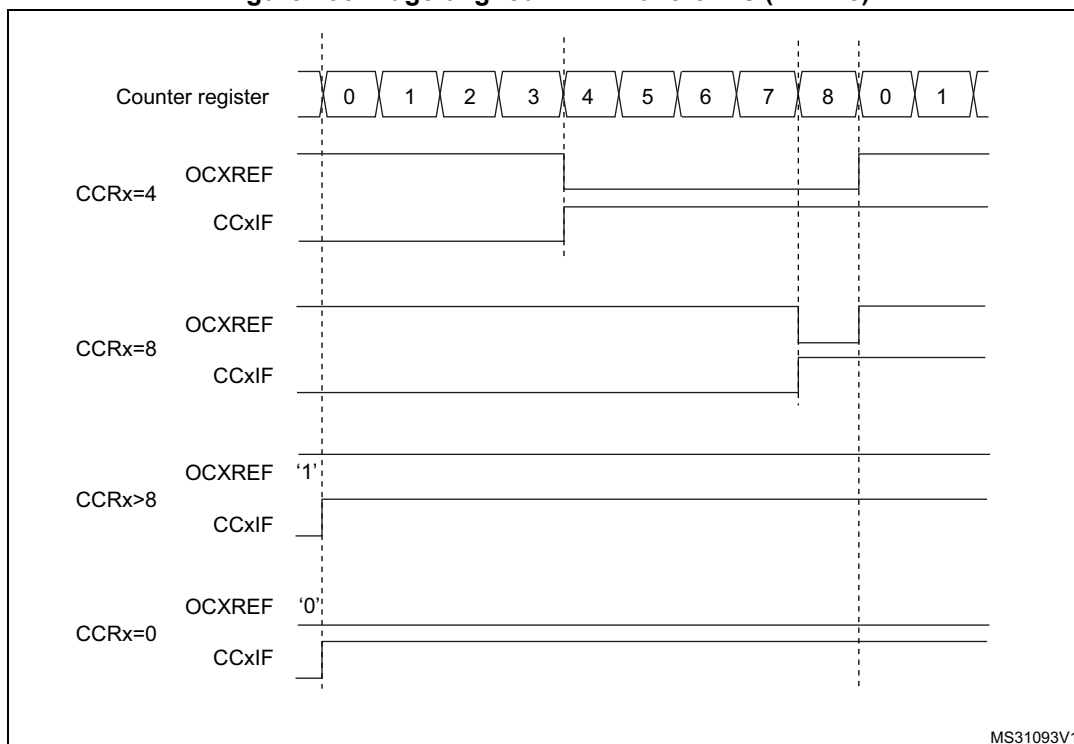 Counter register 0 1 2 3 4 5 6 7 8 0 1
CCRx=4
OCXREF
CCxIF
CCRx=8
OCXREF
CCxIF
CCRx>8
OCXREF '1'
CCxIF
CCRx=0
OCXREF '0'
CCxIF
MS31093V1